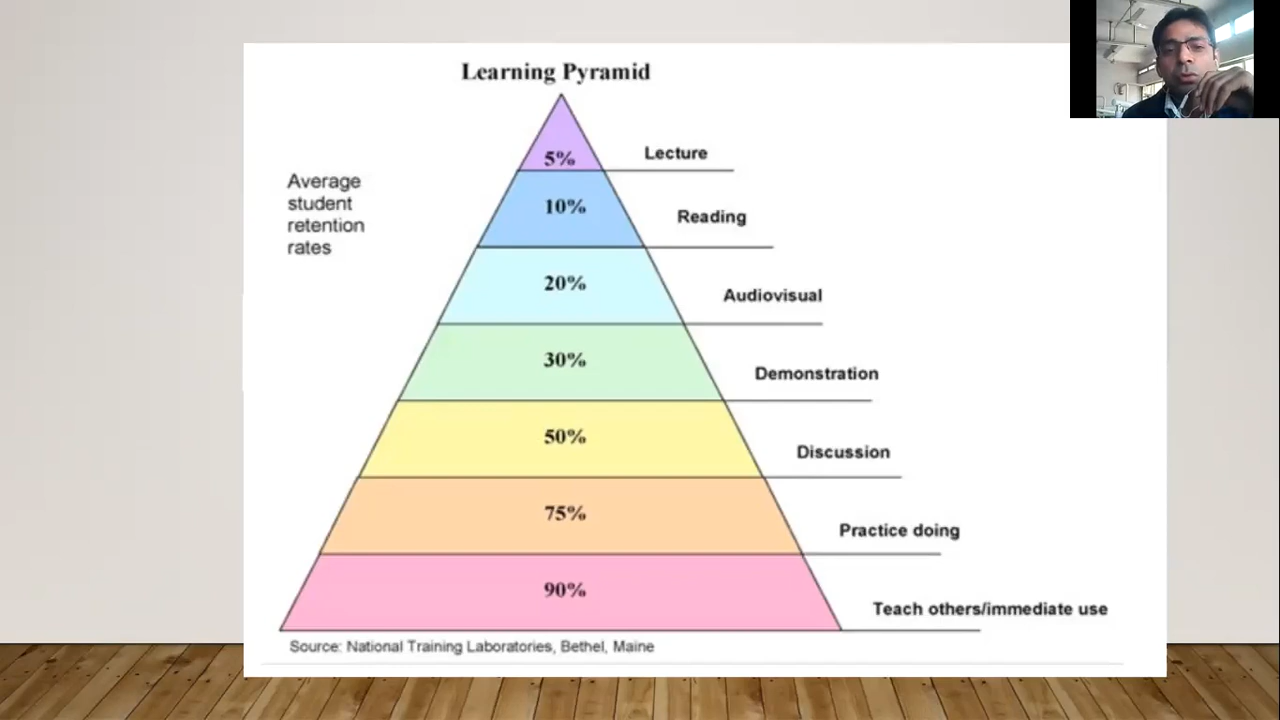 Learning Pyramid
Average
student
retention
rates
5%
Lecture
10%
Reading
20%
Audiovisual
30%
Demonstration
50%
Discussion
75%
Practice doing
90%
Teach others/immediate use
Source: National Training Laboratories, Bethel, Maine